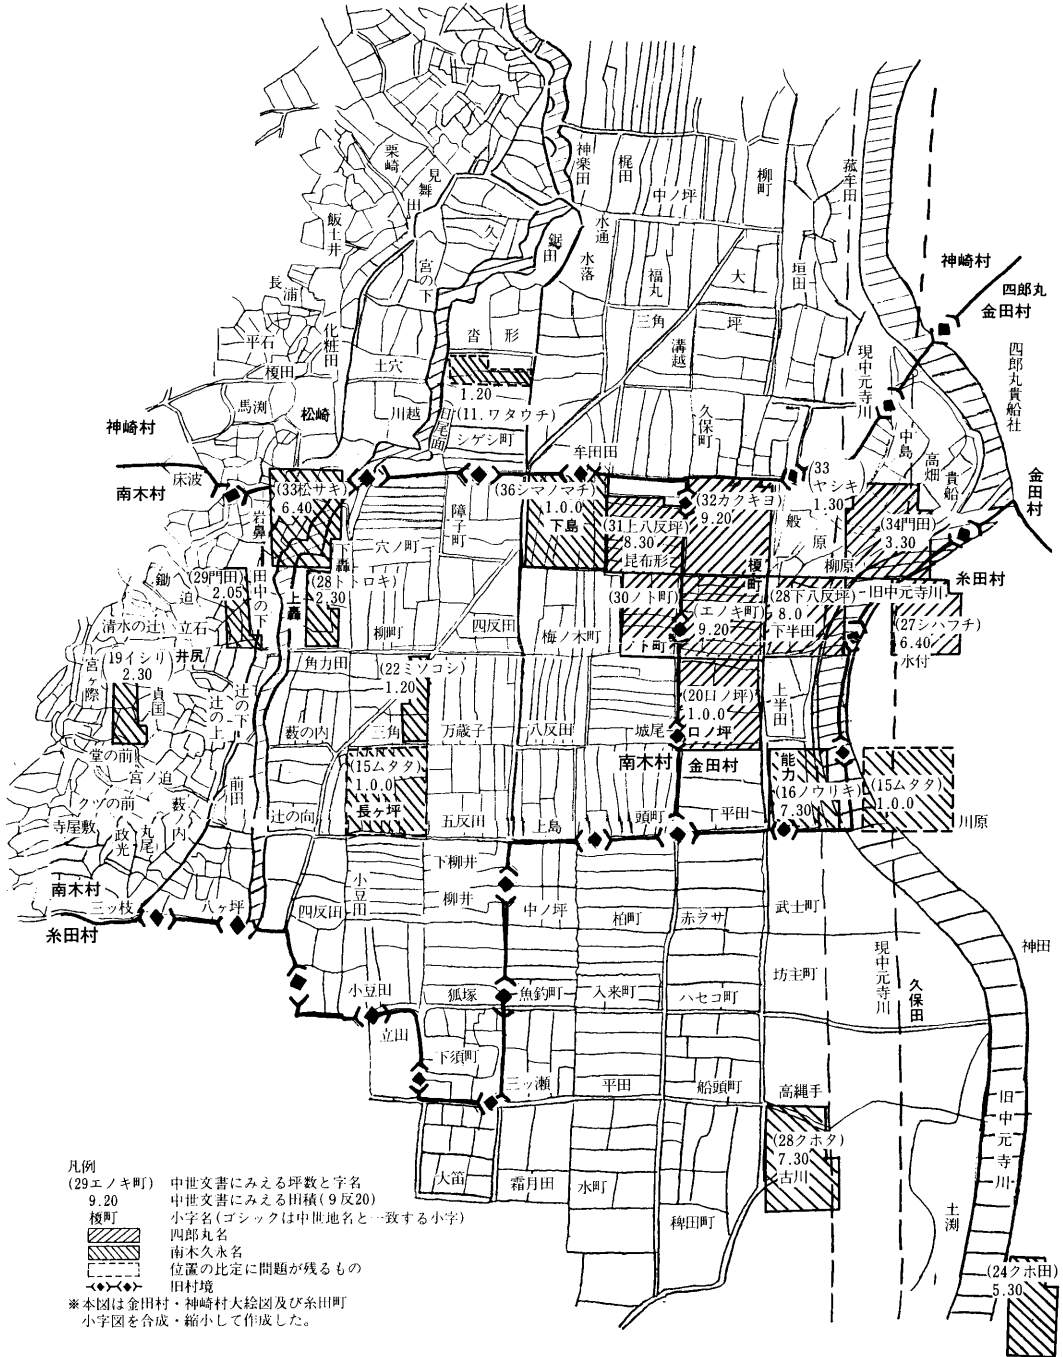 栗崎
見舞田
飯土井
長浦
平石
榎田
馬渕
化粧田
松崎
神崎村
南木村
床波
岩鼻
神楽田
梶田
中ノ坪
柳町
菰牟田
久
宮の下
鋸田
水通
水落
福丸
大
坪
垣田
三角
溝越
沓形
土穴
川越
1.20
(11.ワタウチ)
シゲシ町
牟田田
久保町
神崎村
四郎丸
金田村
四郎丸貴船社
現中元寺川
中島
高畑
貴船
金田村
(33松サキ)
6.40
穴ノ町
障子町
(36シマノマチ)
1.0.0
下島
(31上八反坪)
8.30
昆布形
(32カクキヨ)
9.20
榎町
(33ヤシキ)
1.30
般原
柳原
(34門田)
3.30
糸田村
旧中元寺川
(27シハフチ)
6.40
水付
下轟
上轟
(28トトロキ)
2.30
(29門田)
2.05
鋤迫
田中の下
清水の辻
立石
井尻
(19イシリ)
2.30
宮ヶ際
貞国
辻の上
辻の下
角力田
柳町
四反田
梅ノ木町
(30ノト町)
ノト町
(エノキ町)
9.20
(28下八反坪)
8.0
下半田
上半田
(22ミソコシ)
1.20
三角
藪の内
万歳子
八反田
城尾
(20口ノ坪)
1.0.0
口ノ坪
南木村
金田村
能力
(16ノウリキ)
7.30
(15ムタタ)
1.0.0
川原
(15ムタタ)
1.0.0
長ヶ坪
堂の前
宮ノ迫
クツの前
藪ノ内
寺屋敷
政光
丸尾
前田
辻の向
五反田
上島
頭町
平田
南木村
三ッ枝
八ヶ坪
糸田村
四反田
小豆田
下柳井
柳井
中ノ坪
柏町
赤ヲサ
武士町
現中元寺川
久保田
神田
坊主町
小豆田
狐塚
魚釣町
入来町
ハセコ町
立田
下須町
三ッ瀬
平田
船頭町
高縄手
旧中元寺川
(28クホタ)
7.30
古川
大笛
霜月田
水町
稗田町
土渕
(24クホ田)
5.30
凡例
(29エノキ町) 中世文書にみえる坪数と字名
9.20 中世文書にみえる田積(9反20)
榎町 小字名(ゴシックは中世地名と一致する小字)
四郎丸名
南木久永名
位置の比定に問題が残るもの
旧村境
※本図は金田村・神崎村大絵図及び糸田町
小字図を合成・縮小して作成した。